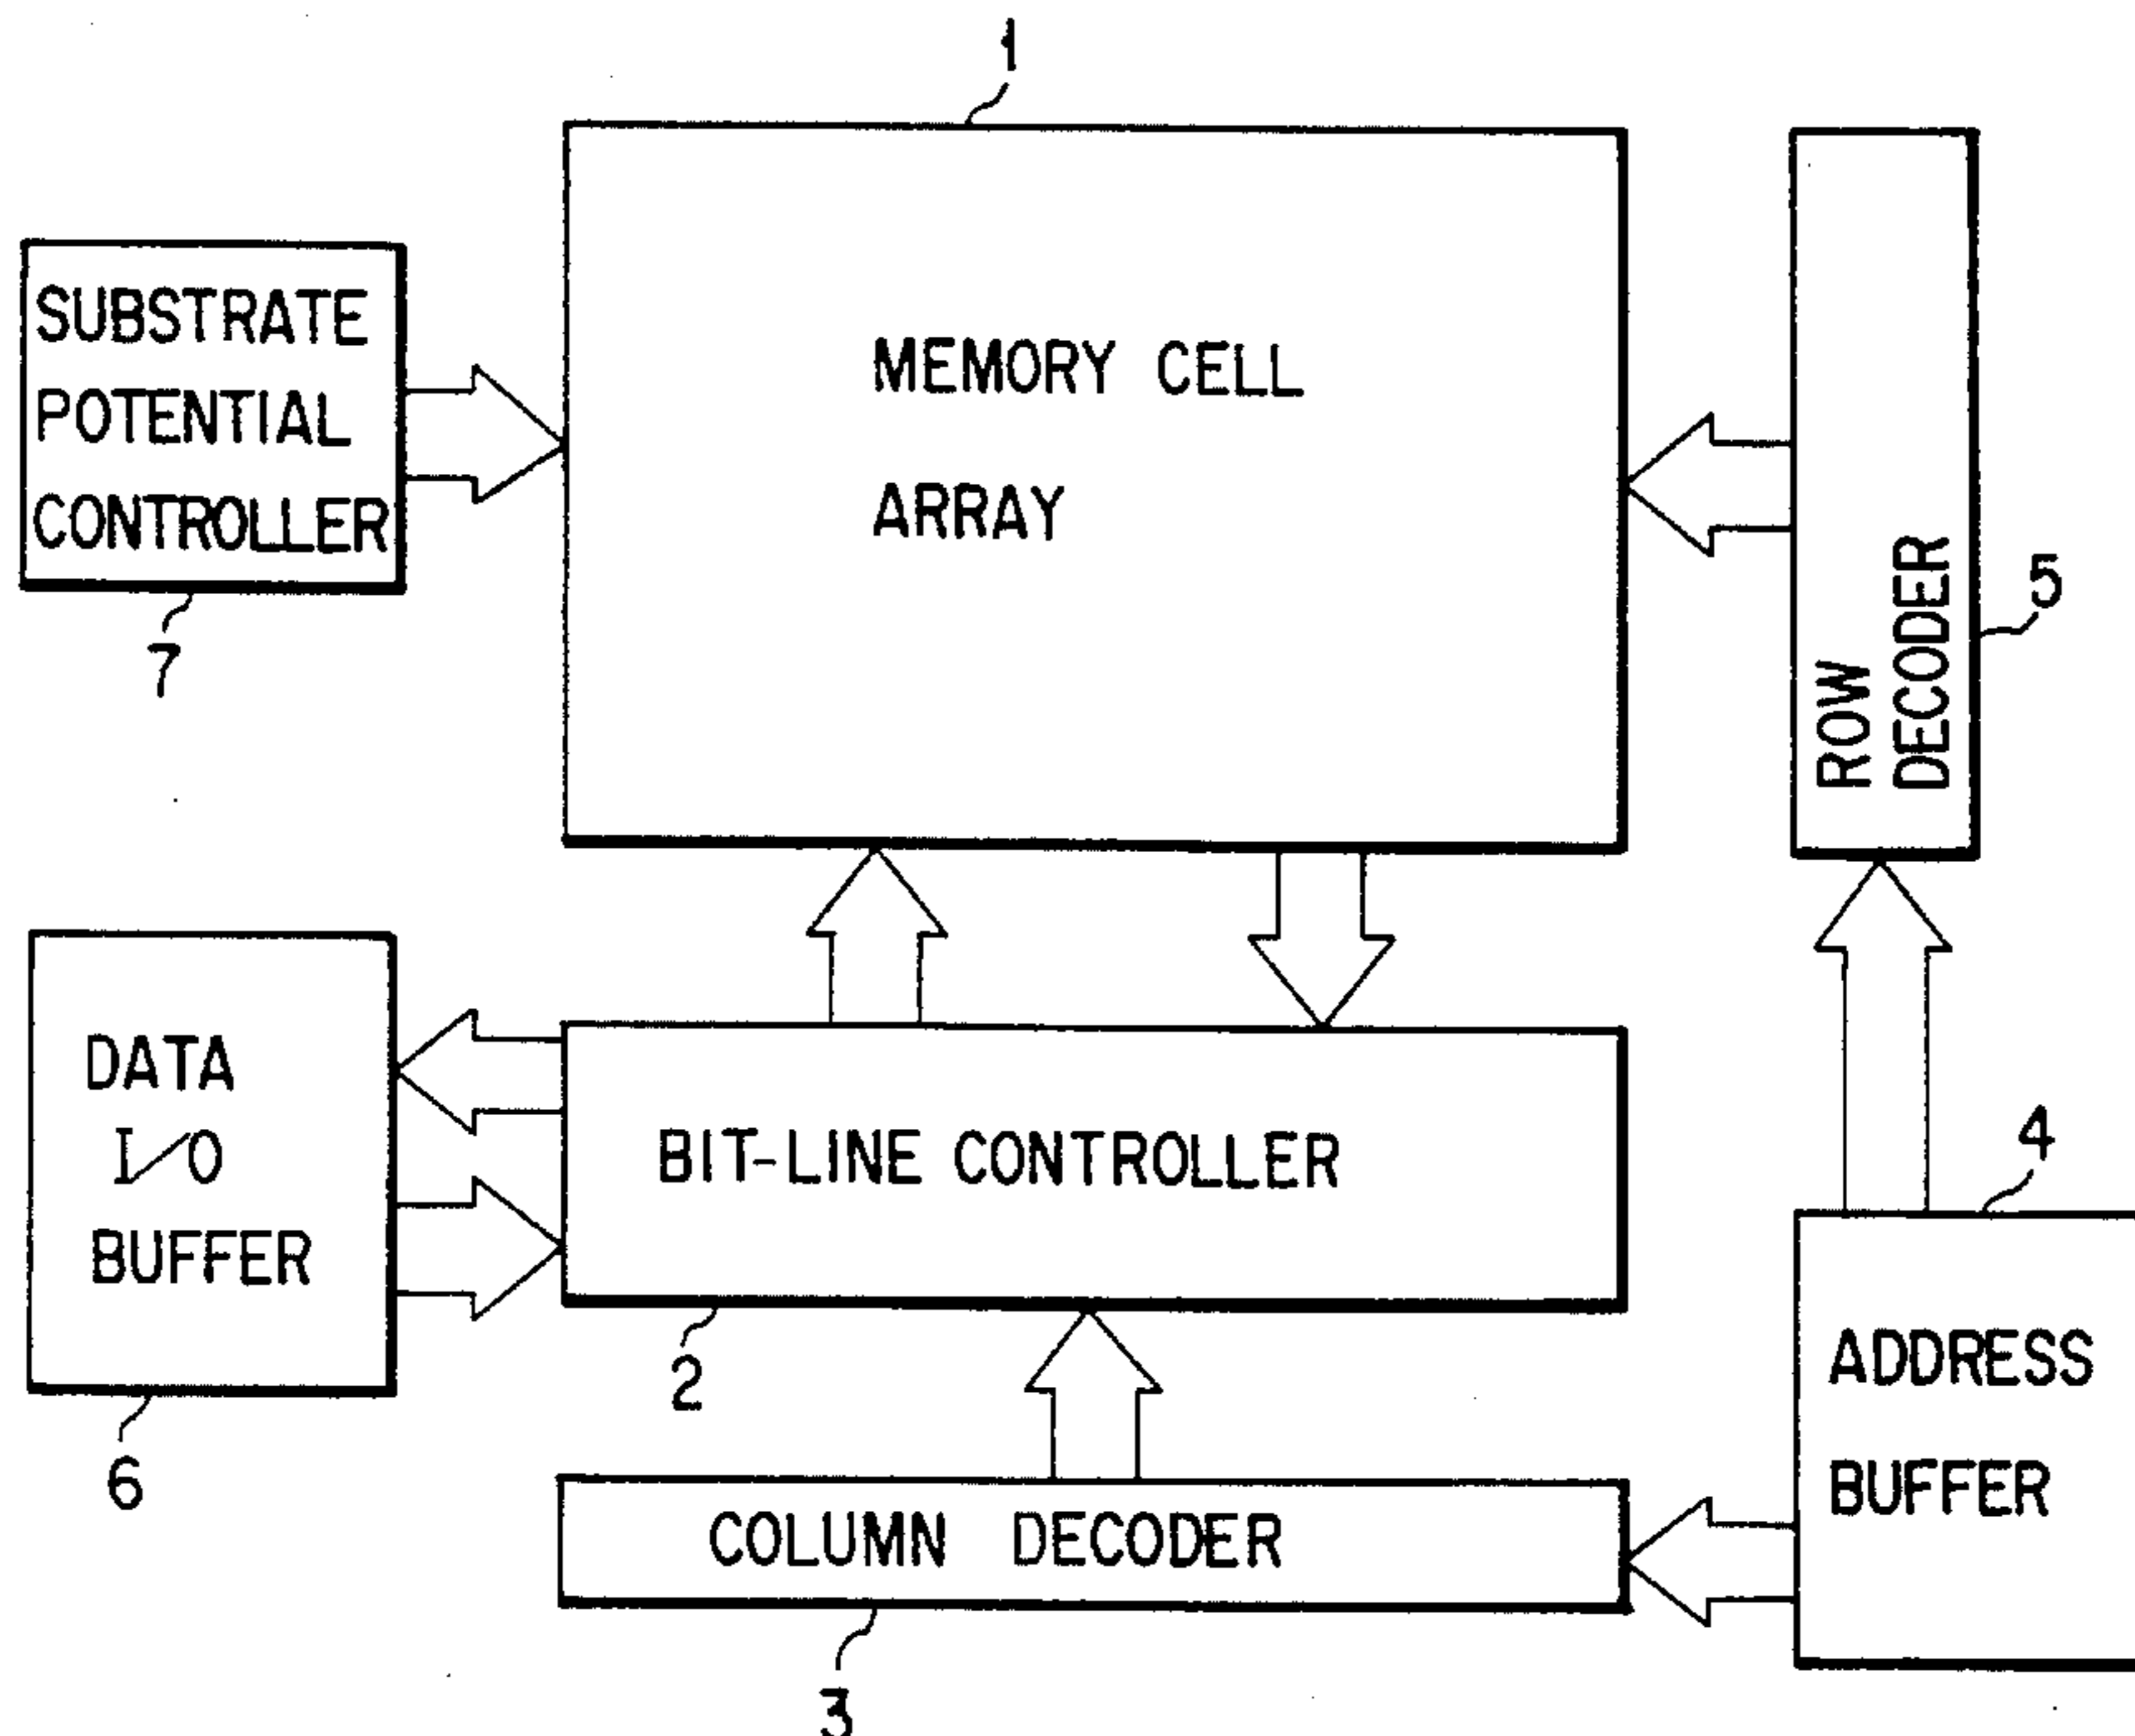 1
SUBSTRATE
POTENTIAL
CONTROLLER
7
MEMORY CELL
ARRAY
ROW
DECODER
5
DATA
I/O
BUFFER
6
BIT-LINE CONTROLLER
2
4
ADDRESS
BUFFER
COLUMN DECODER
3